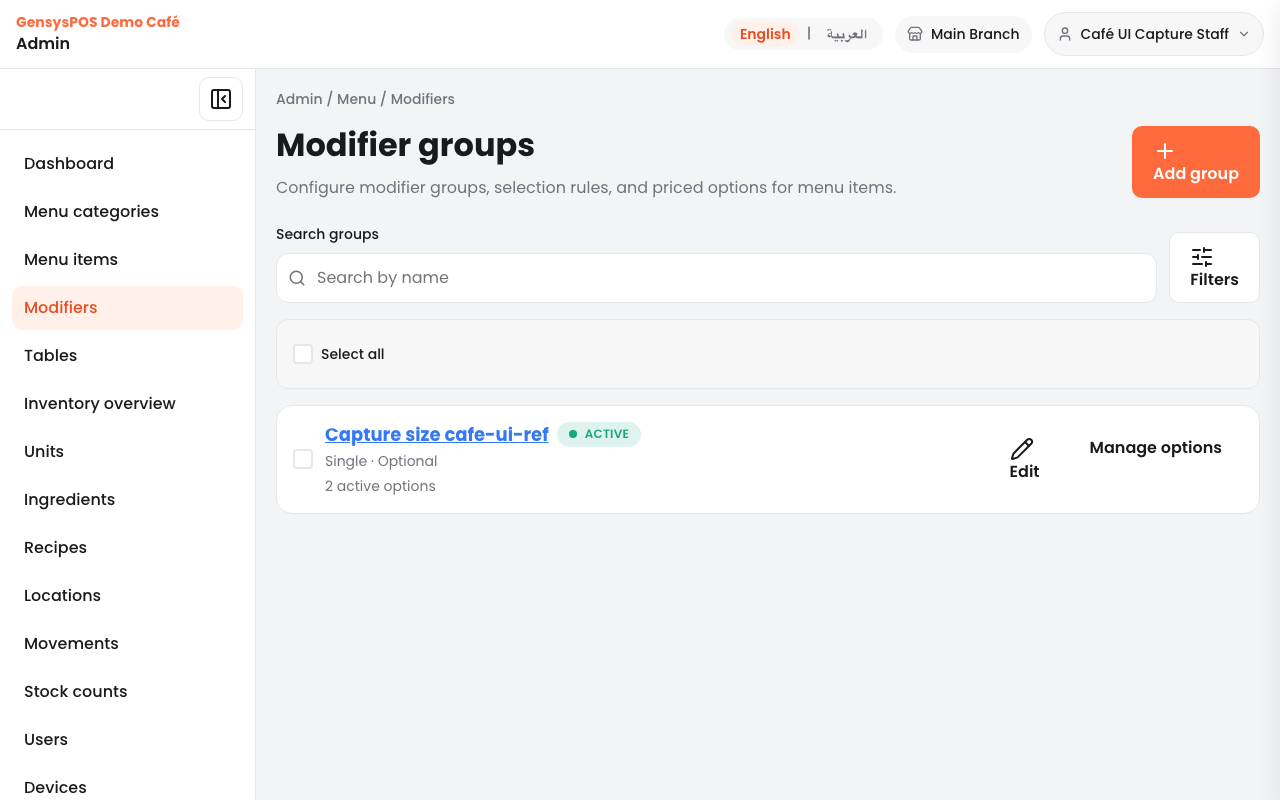 GensysPOS Demo Café
Admin
English | العربية
Main Branch
Café UI Capture Staff
Dashboard
Menu categories
Menu items
Modifiers
Tables
Inventory overview
Units
Ingredients
Recipes
Locations
Movements
Stock counts
Users
Devices
Admin / Menu / Modifiers
Modifier groups
Configure modifier groups, selection rules, and priced options for menu items.
Add group
Search groups
Search by name
Filters
Select all
Capture size cafe-ui-ref ACTIVE
Single · Optional
2 active options
Edit
Manage options